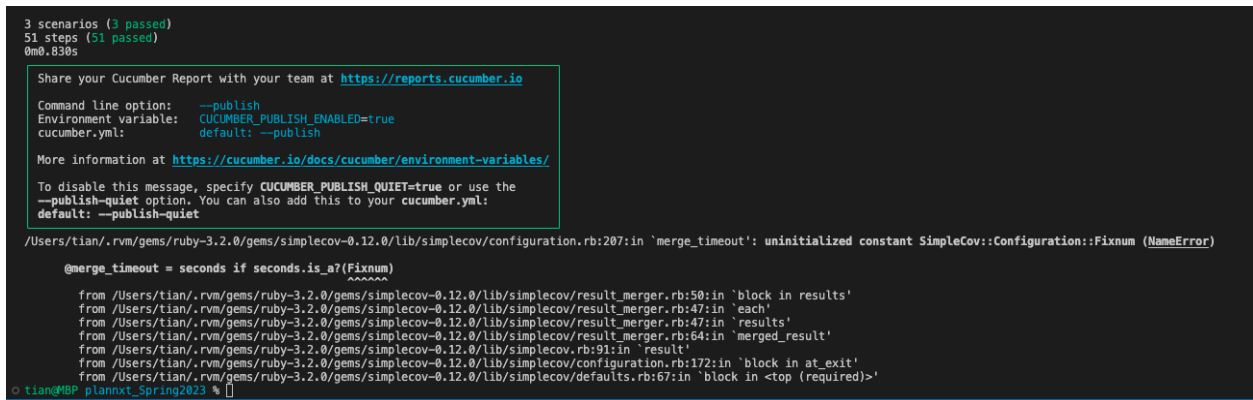 3 scenarios (3 passed)
51 steps (51 passed)
0m0.830s
Share your Cucumber Report with your team at https://reports.cucumber.io
Command line option: --publish
Environment variable: CUCUMBER_PUBLISH_ENABLED=true
cucumber.yml: default: --publish
More information at https://cucumber.io/docs/cucumber/environment-variables/
To disable this message, specify CUCUMBER_PUBLISH_QUIET=true or use the
--publish-quiet option. You can also add this to your cucumber.yml:
default: --publish-quiet
/Users/tian/.rvm/gems/ruby-3.2.0/gems/simplecov-0.12.0/lib/simplecov/configuration.rb:207:in `merge_timeout': uninitialized constant SimpleCov::Configuration::Fixnum (NameError)
@merge_timeout = seconds if seconds.is_a?(Fixnum)
^^^^^^
from /Users/tian/.rvm/gems/ruby-3.2.0/gems/simplecov-0.12.0/lib/simplecov/result_merger.rb:50:in `block in results'
from /Users/tian/.rvm/gems/ruby-3.2.0/gems/simplecov-0.12.0/lib/simplecov/result_merger.rb:47:in `each'
from /Users/tian/.rvm/gems/ruby-3.2.0/gems/simplecov-0.12.0/lib/simplecov/result_merger.rb:47:in `results'
from /Users/tian/.rvm/gems/ruby-3.2.0/gems/simplecov-0.12.0/lib/simplecov/result_merger.rb:64:in `merged_result'
from /Users/tian/.rvm/gems/ruby-3.2.0/gems/simplecov-0.12.0/lib/simplecov.rb:91:in `result'
from /Users/tian/.rvm/gems/ruby-3.2.0/gems/simplecov-0.12.0/lib/simplecov/configuration.rb:172:in `block in at_exit'
from /Users/tian/.rvm/gems/ruby-3.2.0/gems/simplecov-0.12.0/lib/simplecov/defaults.rb:67:in `block in <top (required)>'
tian@MBP plannxt_Spring2023 %